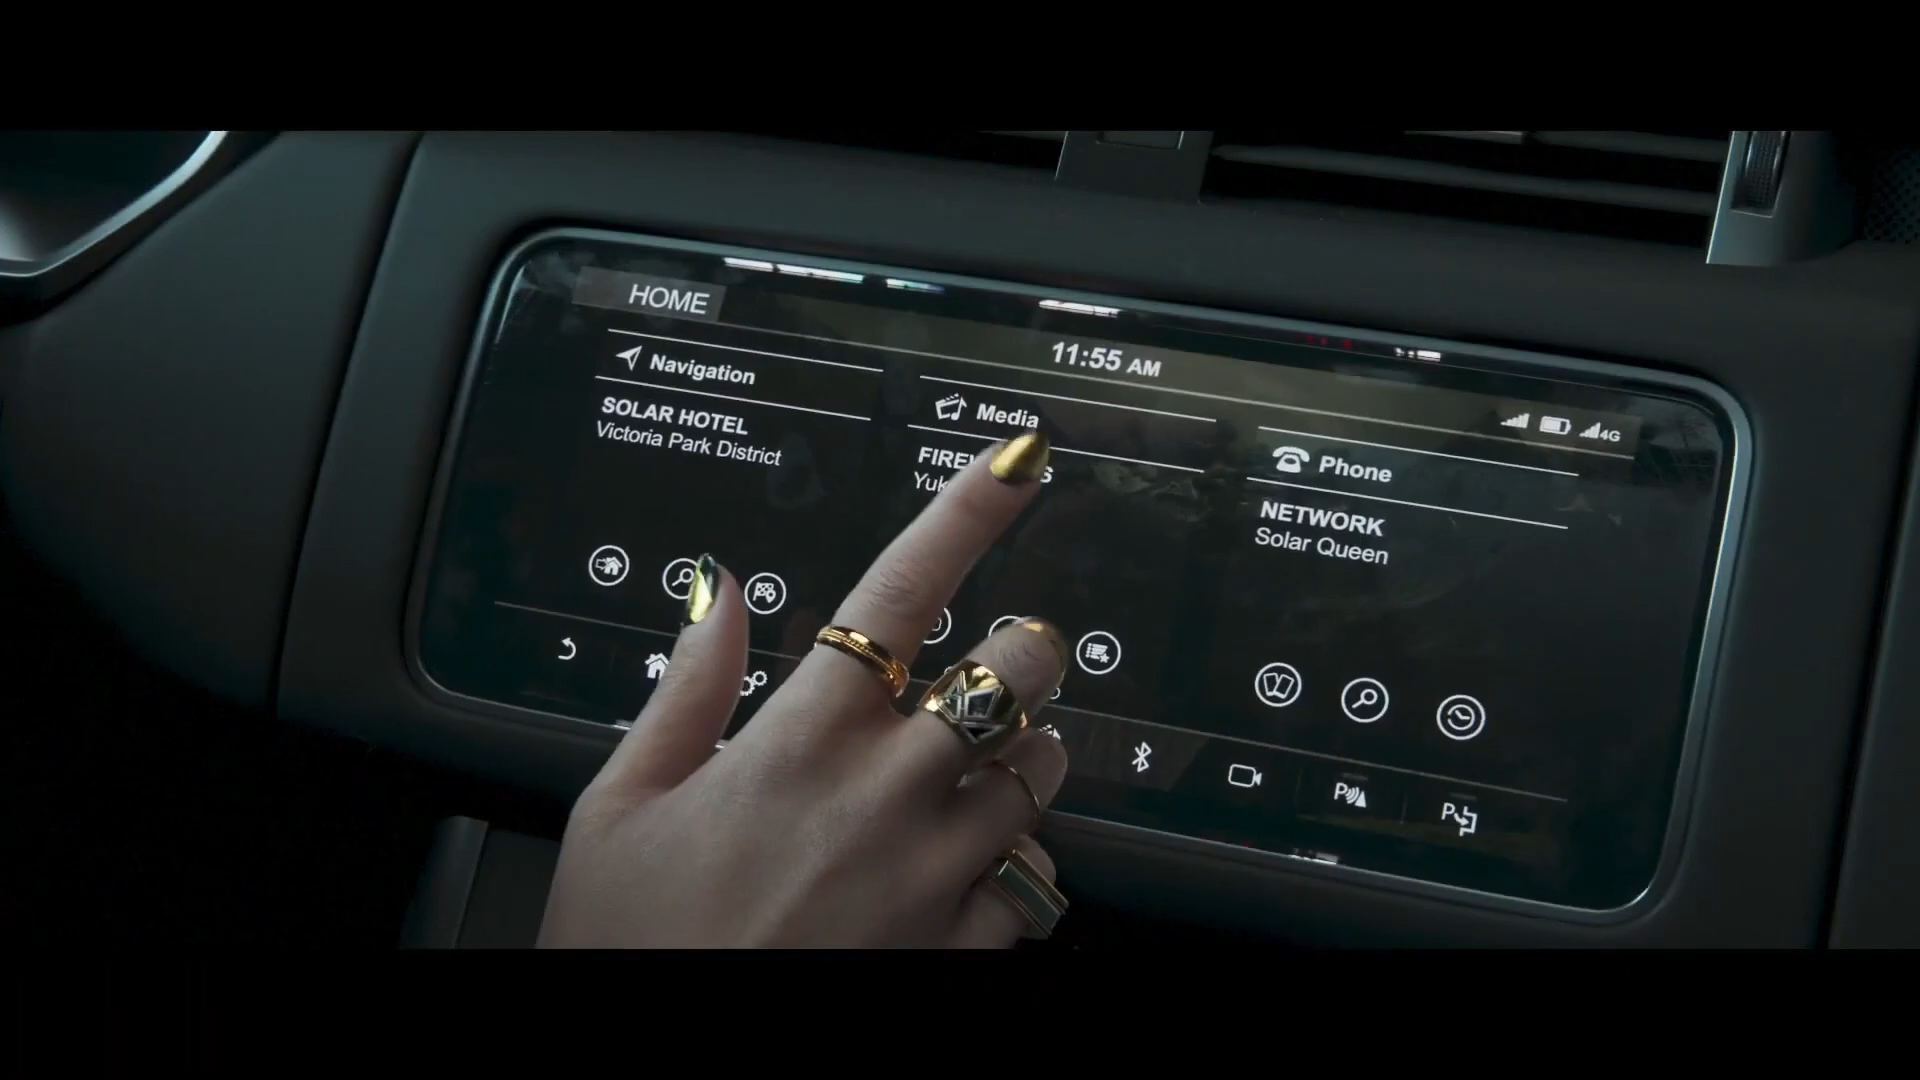 HOME
11:55 AM
4G
Navigation
SOLAR HOTEL
Victoria Park District
Media
Phone
NETWORK
Solar Queen
P
P